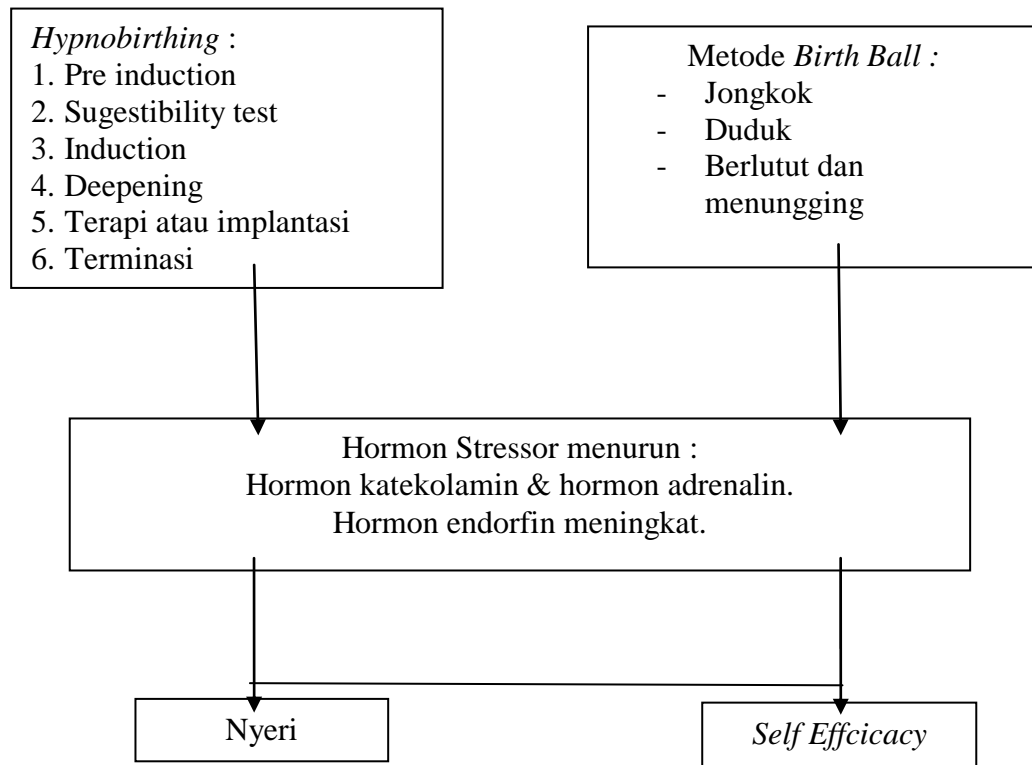 Hypnobirthing :
1. Pre induction
2. Sugestibility test
3. Induction
4. Deepening
5. Terapi atau implantasi
6. Terminasi
Metode Birth Ball :
- Jongkok
- Duduk
- Berlutut dan
menungging
Hormon Stressor menurun :
Hormon katekolamin & hormon adrenalin.
Hormon endorfin meningkat.
Nyeri
Self Effcicacy